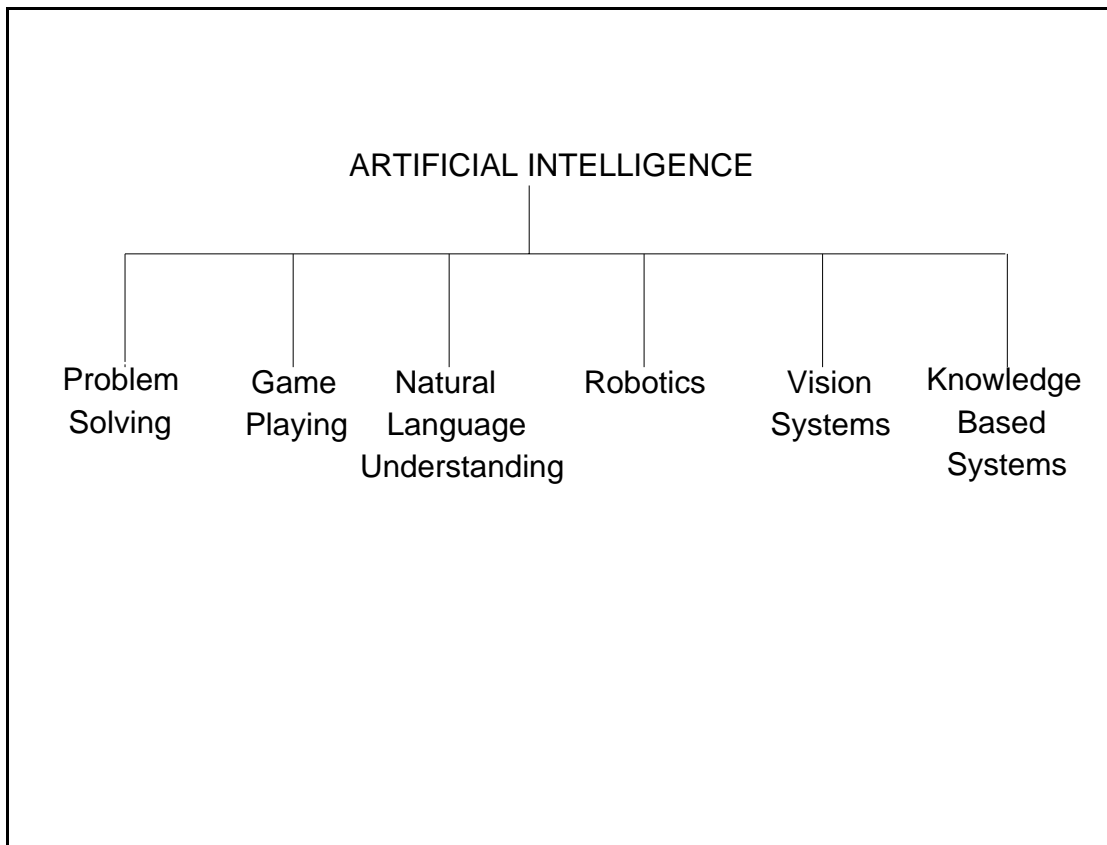 ARTIFICIAL INTELLIGENCE
Problem
Solving
Game
Playing
Natural
Language
Understanding
Robotics
Vision
Systems
Knowledge
Based
Systems